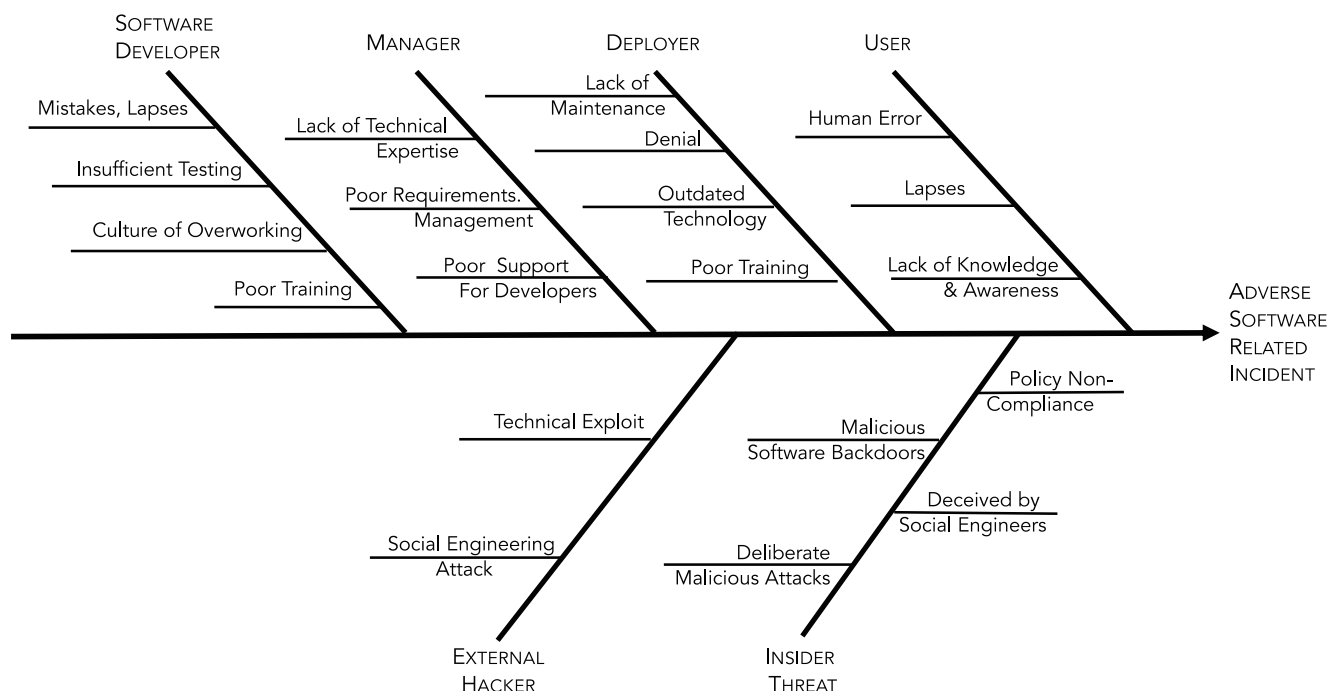 SOFTWARE
DEVELOPER
MANAGER
DEPLOYER
USER
Mistakes, Lapses
Insufficient Testing
Culture of Overworking
Poor Training
Lack of Technical
Expertise
Poor Requirements.
Management
Poor Support
For Developers
Lack of
Maintenance
Denial
Outdated
Technology
Poor Training
Human Error
Lapses
Lack of Knowledge
& Awareness
ADVERSE
SOFTWARE
RELATED
INCIDENT
Technical Exploit
Social Engineering
Attack
EXTERNAL
HACKER
Policy Non-
Compliance
Malicious
Software Backdoors
Deceived by
Social Engineers
Deliberate
Malicious Attacks
INSIDER
THREAT